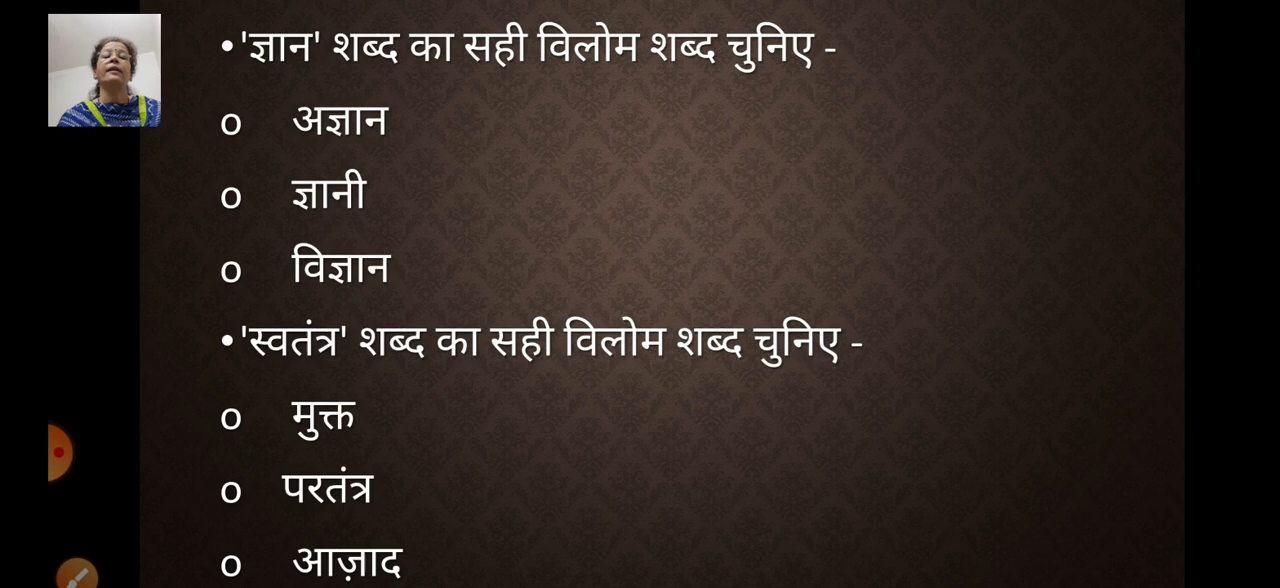 •'ज्ञान' शब्द का सही विलोम शब्द चुनिए -
o अज्ञान
o ज्ञानी
o विज्ञान
•'स्वतंत्र' शब्द का सही विलोम शब्द चुनिए -
o मुक्त
o परतंत्र
o आज़ाद